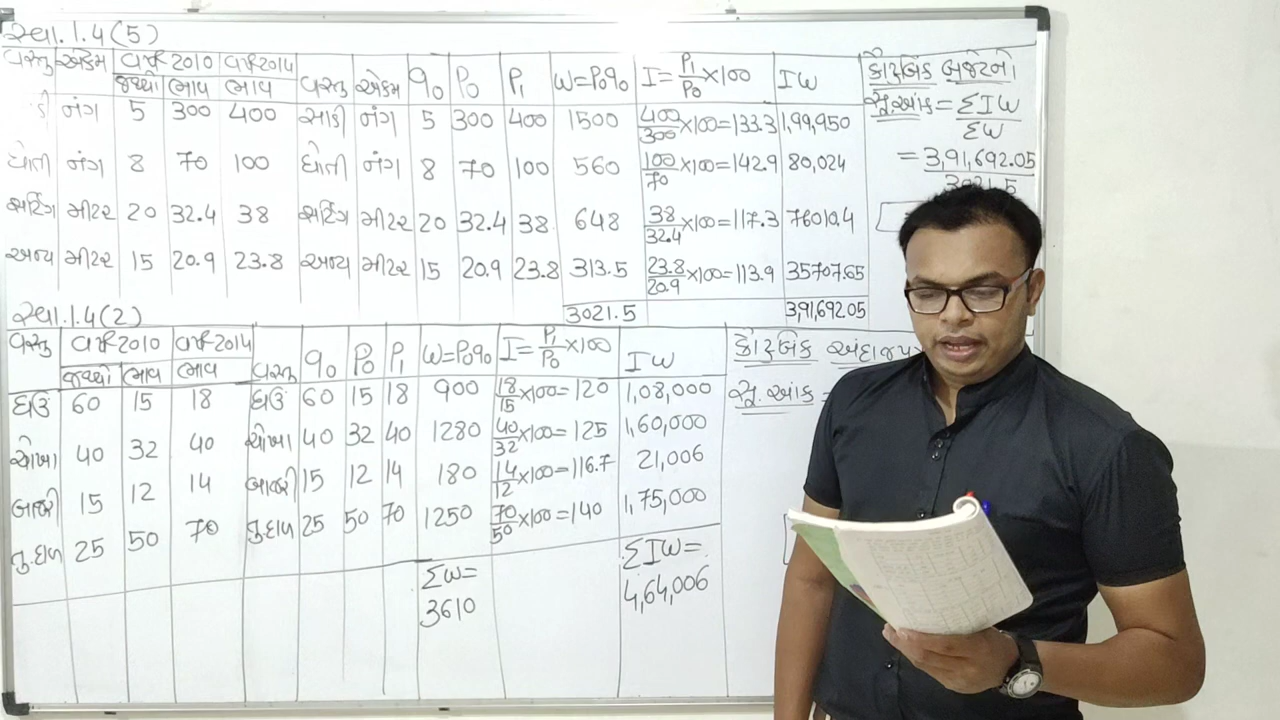 સ્વા.1.4(5)
વસ્તુ એકમ વર્ષ 2010 વર્ષ 2014 વસ્તુ એકમ q₀ P₀ P₁ W=P₀q₀ I=P₁/P₀×100 IW
જથ્થો ભાવ ભાવ
ડી નંગ 5 300 400 સાડી નંગ 5 300 400 1500 400/300×100=133.3 1,99,950
ધોતી નંગ 8 70 100 ધોતી નંગ 8 70 100 560 100/70×100=142.9 80,024
શર્ટિંગ મીટર 20 32.4 38 શર્ટિંગ મીટર 20 32.4 38 648 38/32.4×100=117.3 76010.4
અન્ય મીટર 15 20.9 23.8 અન્ય મીટર 15 20.9 23.8 313.5 23.8/20.9×100=113.9 35707.65
3021.5 3,91,692.05
કૌટુંબિક બજેટનો
સૂ.આંક=ΣIW/ΣW
=3,91,692.05/3021.5
સ્વા.1.4(2)
વસ્તુ વર્ષ 2010 વર્ષ 2014 વસ્તુ q₀ P₀ P₁ W=P₀q₀ I=P₁/P₀×100 IW
જથ્થો ભાવ ભાવ
ઘઉં 60 15 18 ઘઉં 60 15 18 900 18/15×100=120 1,08,000
ચોખા 40 32 40 ચોખા 40 32 40 1280 40/32×100=125 1,60,000
બાજરી 15 12 14 બાજરી 15 12 14 180 14/12×100=116.7 21,006
તુ.દાળ 25 50 70 તુ.દાળ 25 50 70 1250 70/50×100=140 1,75,000
ΣW= ΣIW=
3610 4,64,006
કૌટુંબિક અંદાજપત્ર
સૂ.આંક =